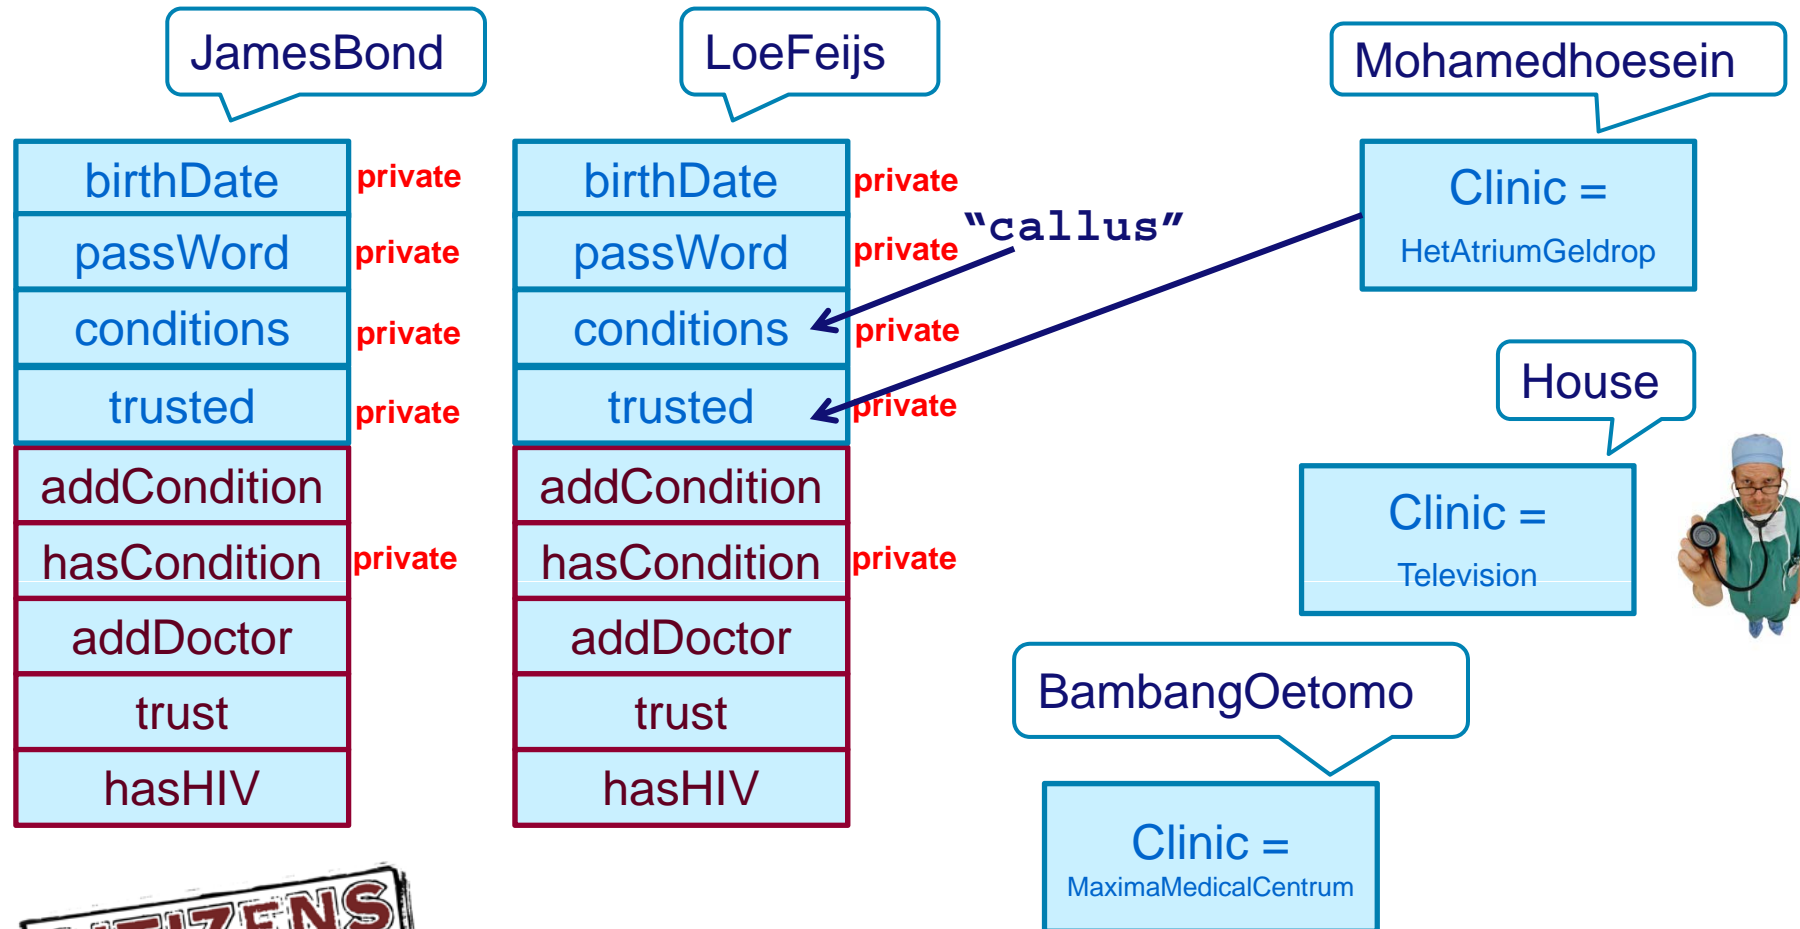 JamesBond
LoeFeijs
Mohamedhoesein
birthDate private
birthDate private
Clinic =
HetAtriumGeldrop
passWord private
passWord private
“callus”
conditions private
conditions private
trusted private
trusted private
House
addCondition
addCondition
Clinic =
Television
hasCondition private
hasCondition private
addDoctor
addDoctor
BambangOetomo
trust
trust
hasHIV
hasHIV
Clinic =
MaximaMedicalCentrum